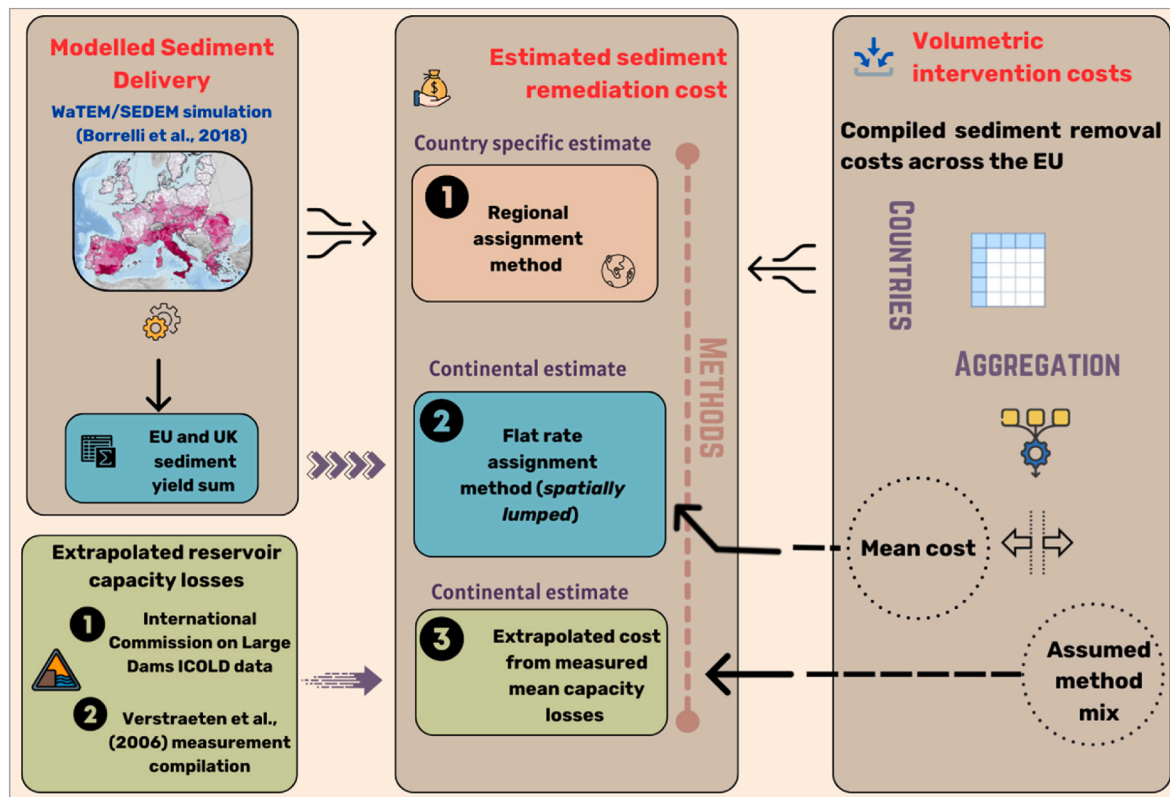 Modelled Sediment
Delivery
WaTEM/SEDEM simulation
(Borrelli et al., 2018)
EU and UK
sediment
yield sum
Extrapolated reservoir
capacity losses
1
International
Commission on Large
Dams ICOLD data
2
Verstraeten et al.,
(2006) measurement
compilation
Estimated sediment
remediation cost
Country specific estimate
1
Regional
assignment
method
Continental estimate
2
Flat rate
assignment
method (spatially
lumped)
Continental estimate
3
Extrapolated cost
from measured
mean capacity
losses
METHODS
Volumetric
intervention costs
Compiled sediment removal
costs across the EU
COUNTRIES
AGGREGATION
Mean cost
Assumed
method
mix